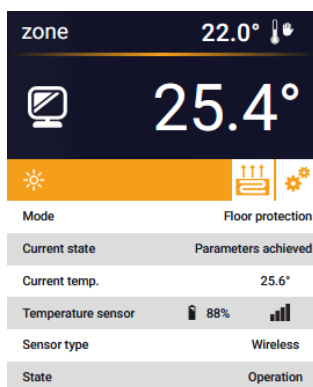 zone 22.0°
25.4°
Mode Floor protection
Current state Parameters achieved
Current temp. 25.6°
Temperature sensor 88%
Sensor type Wireless
State Operation